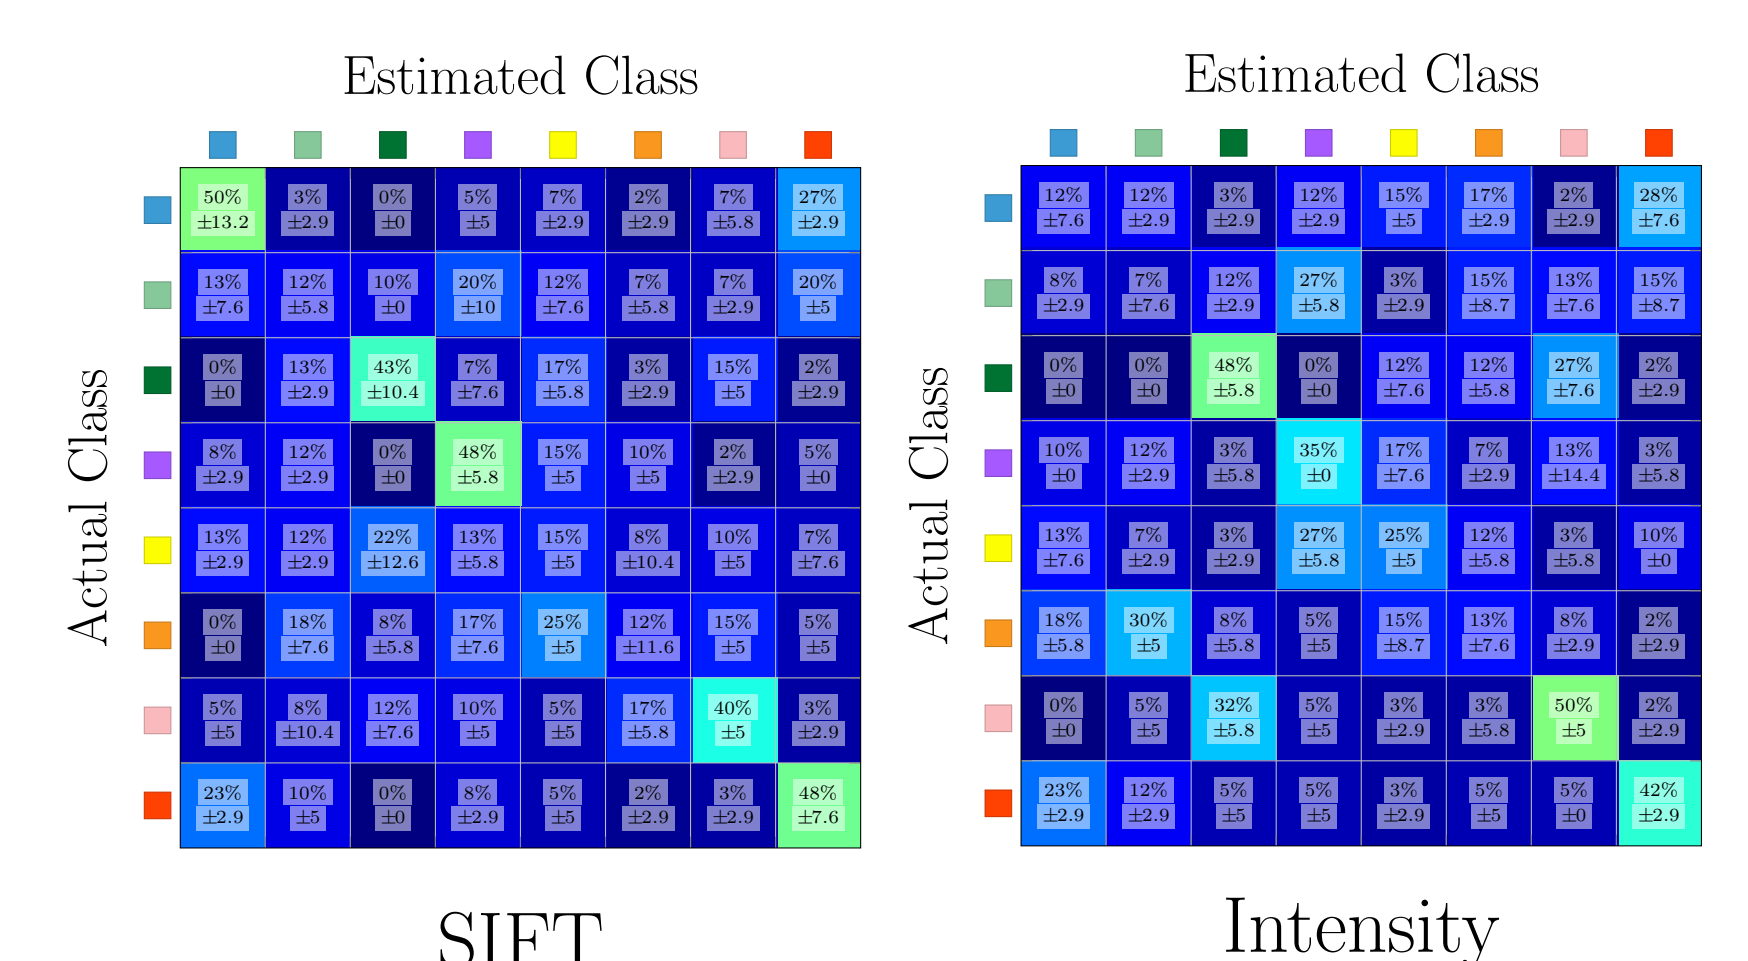 Estimated Class
Estimated Class
Actual Class
50% 3% 0% 5% 7% 2% 7% 27%
±13.2 ±2.9 ±0 ±5 ±2.9 ±2.9 ±5.8 ±2.9
13% 12% 10% 20% 12% 7% 7% 20%
±7.6 ±5.8 ±0 ±10 ±7.6 ±5.8 ±2.9 ±5
0% 13% 43% 7% 17% 3% 15% 2%
±0 ±2.9 ±10.4 ±7.6 ±5.8 ±2.9 ±5 ±2.9
8% 12% 0% 48% 15% 10% 2% 5%
±2.9 ±2.9 ±0 ±5.8 ±5 ±5 ±2.9 ±0
13% 12% 22% 13% 15% 8% 10% 7%
±2.9 ±2.9 ±12.6 ±5.8 ±5 ±10.4 ±5 ±7.6
0% 18% 8% 17% 25% 12% 15% 5%
±0 ±7.6 ±5.8 ±7.6 ±5 ±11.6 ±5 ±5
5% 8% 12% 10% 5% 17% 40% 3%
±5 ±10.4 ±7.6 ±5 ±5 ±5.8 ±5 ±2.9
23% 10% 0% 8% 5% 2% 3% 48%
±2.9 ±5 ±0 ±2.9 ±5 ±2.9 ±2.9 ±7.6
SIFT
Actual Class
12% 12% 3% 12% 15% 17% 2% 28%
±7.6 ±2.9 ±2.9 ±2.9 ±5 ±2.9 ±2.9 ±7.6
8% 7% 12% 27% 3% 15% 13% 15%
±2.9 ±7.6 ±2.9 ±5.8 ±2.9 ±8.7 ±7.6 ±8.7
0% 0% 48% 0% 12% 12% 27% 2%
±0 ±0 ±5.8 ±0 ±7.6 ±5.8 ±7.6 ±2.9
10% 12% 3% 35% 17% 7% 13% 3%
±0 ±2.9 ±5.8 ±0 ±7.6 ±2.9 ±14.4 ±5.8
13% 7% 3% 27% 25% 12% 3% 10%
±7.6 ±2.9 ±2.9 ±5.8 ±5 ±5.8 ±5.8 ±0
18% 30% 8% 5% 15% 13% 8% 2%
±5.8 ±5 ±5.8 ±5 ±8.7 ±7.6 ±2.9 ±2.9
0% 5% 32% 5% 3% 3% 50% 2%
±0 ±5 ±5.8 ±5 ±2.9 ±5.8 ±5 ±2.9
23% 12% 5% 5% 3% 5% 5% 42%
±2.9 ±2.9 ±5 ±5 ±2.9 ±5 ±0 ±2.9
Intensity